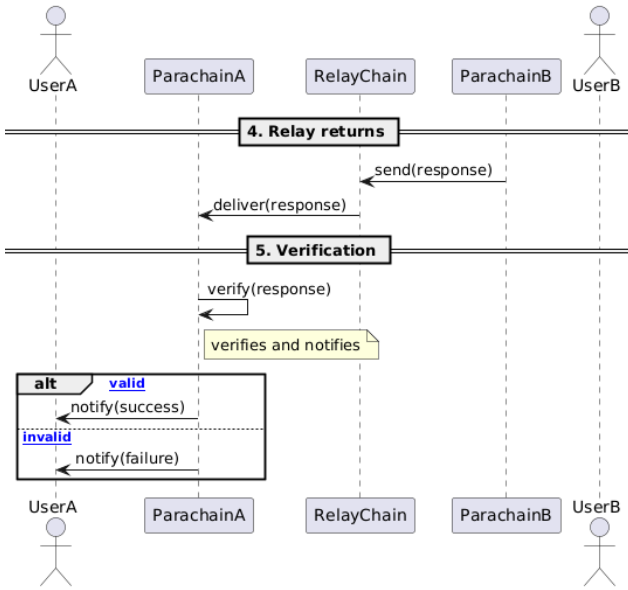 UserA
ParachainA
RelayChain
ParachainB
UserB
4. Relay returns
send(response)
deliver(response)
5. Verification
verify(response)
verifies and notifies
alt
valid
notify(success)
invalid
notify(failure)
UserA
ParachainA
RelayChain
ParachainB
UserB